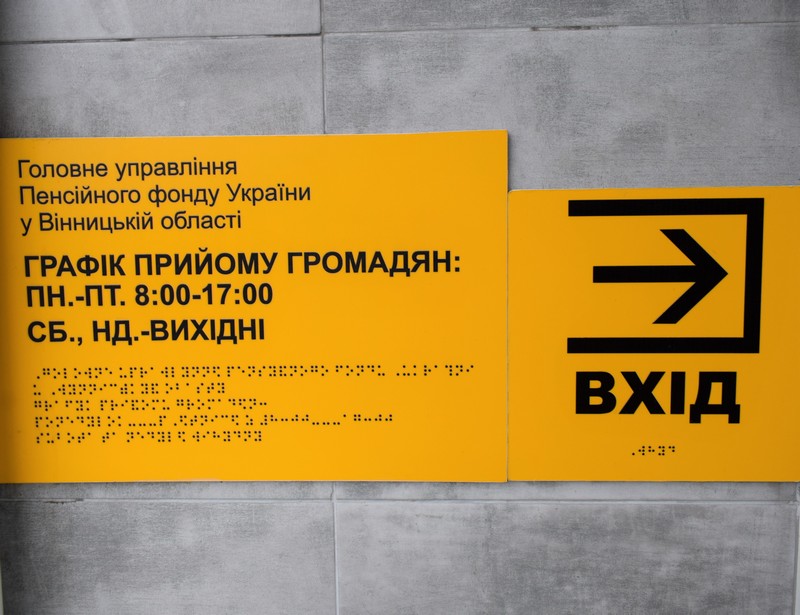 Головне управління
Пенсійного фонду України
у Вінницькій області
ГРАФІК ПРИЙОМУ ГРОМАДЯН:
ПН.-ПТ. 8:00-17:00
СБ., НД.-ВИХІДНІ
ВХІД